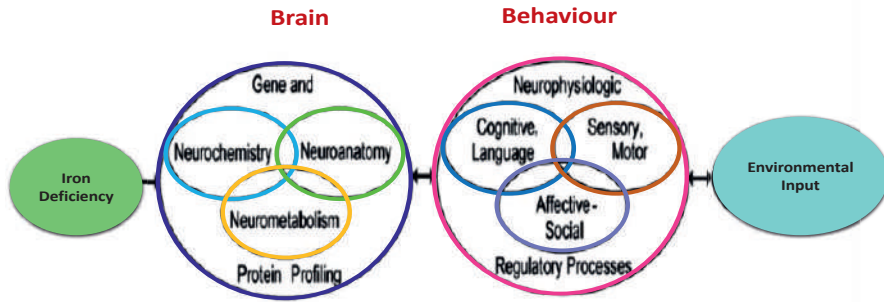 Brain
Behaviour
Gene and
Neurochemistry
Neuroanatomy
Neurometabolism
Protein Profiling
Iron
Deficiency
Neurophysiologic
Cognitive,
Language
Sensory,
Motor
Affective-
Social
Regulatory Processes
Environmental
Input